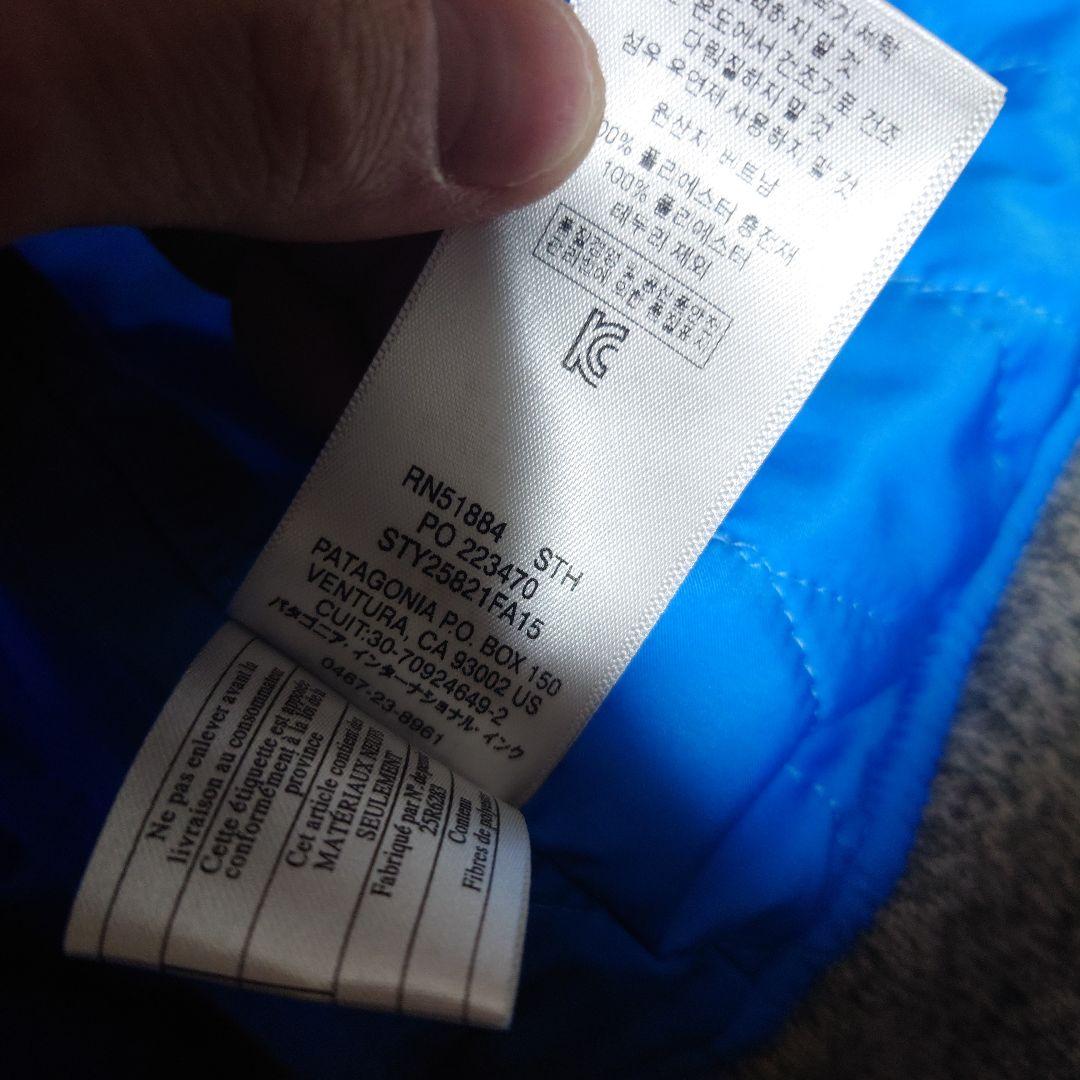 말 것
온도에서 건조기로 건조
다림질하지 말 것
섬유 유연제 사용하지 말 것
원산지: 베트남
00% 폴리에스터 충전재
100% 폴리에스터
테두리 제외
KC
RN51884 STH
PO 223470
STY25821FA15
PATAGONIA P.O. BOX 150
VENTURA, CA 93002 US
CUIT:30-70924649-2
パタゴニア・インターナショナル・インク
0467-23-8961
Ne pas enlever avant la
livraison au consommateur
Cette étiquette est apposée
conformément à la loi de la
province
Cet article contient des
MATÉRIAUX NEUFS
SEULEMENT
Fabriqué par N°. de permis
25R6283
Contenu
Fibres de